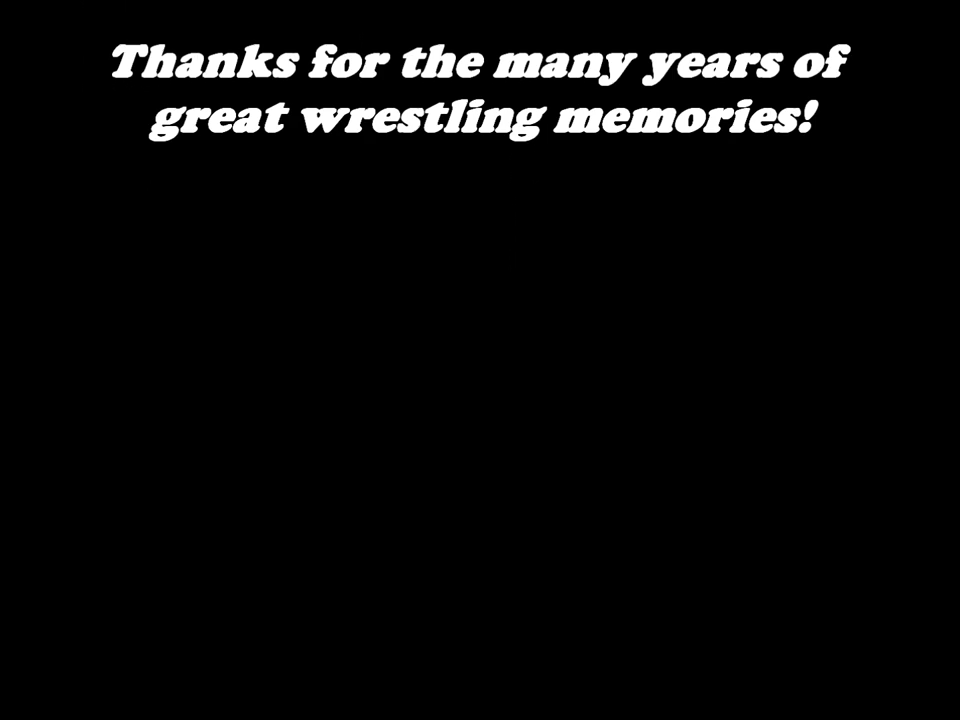 Thanks for the many years of
great wrestling memories!